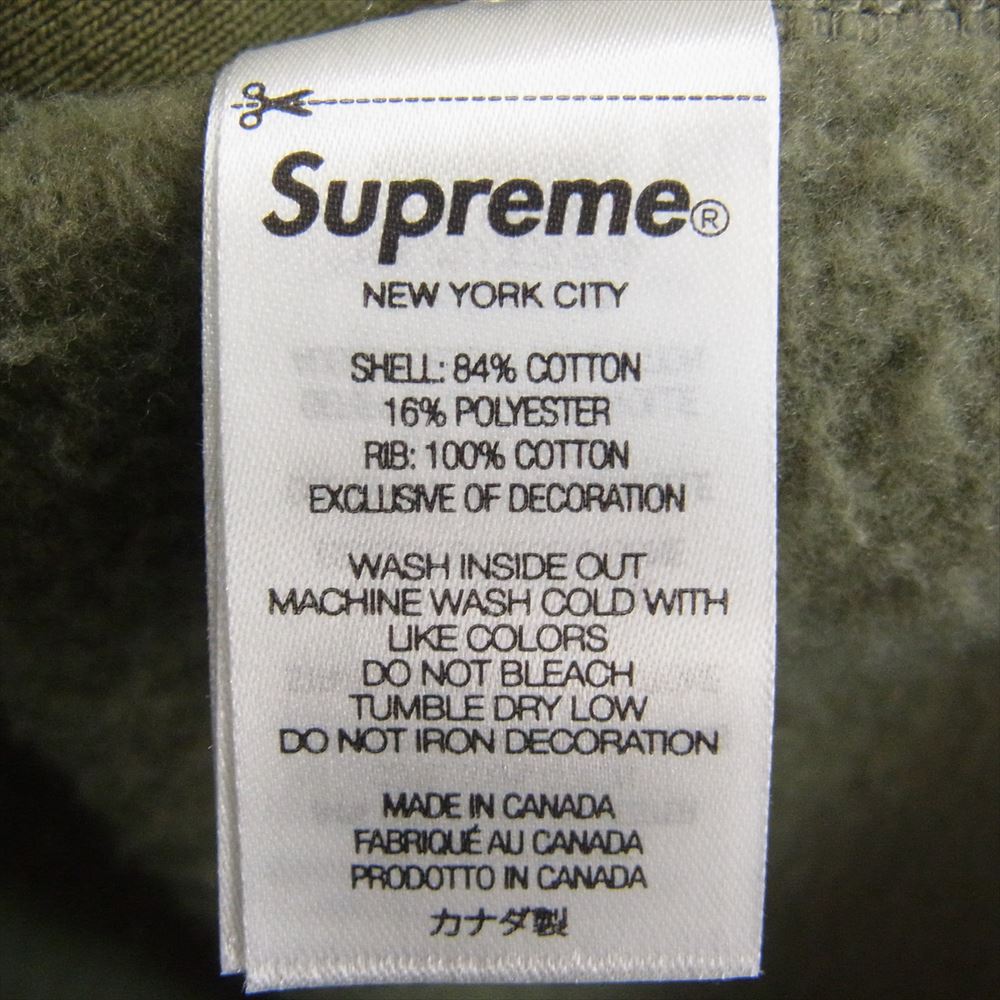 Supreme®
NEW YORK CITY
SHELL: 84% COTTON
16% POLYESTER
RIB: 100% COTTON
EXCLUSIVE OF DECORATION
WASH INSIDE OUT
MACHINE WASH COLD WITH
LIKE COLORS
DO NOT BLEACH
TUMBLE DRY LOW
DO NOT IRON DECORATION
MADE IN CANADA
FABRIQUÉ AU CANADA
PRODOTTO IN CANADA
カナダ製